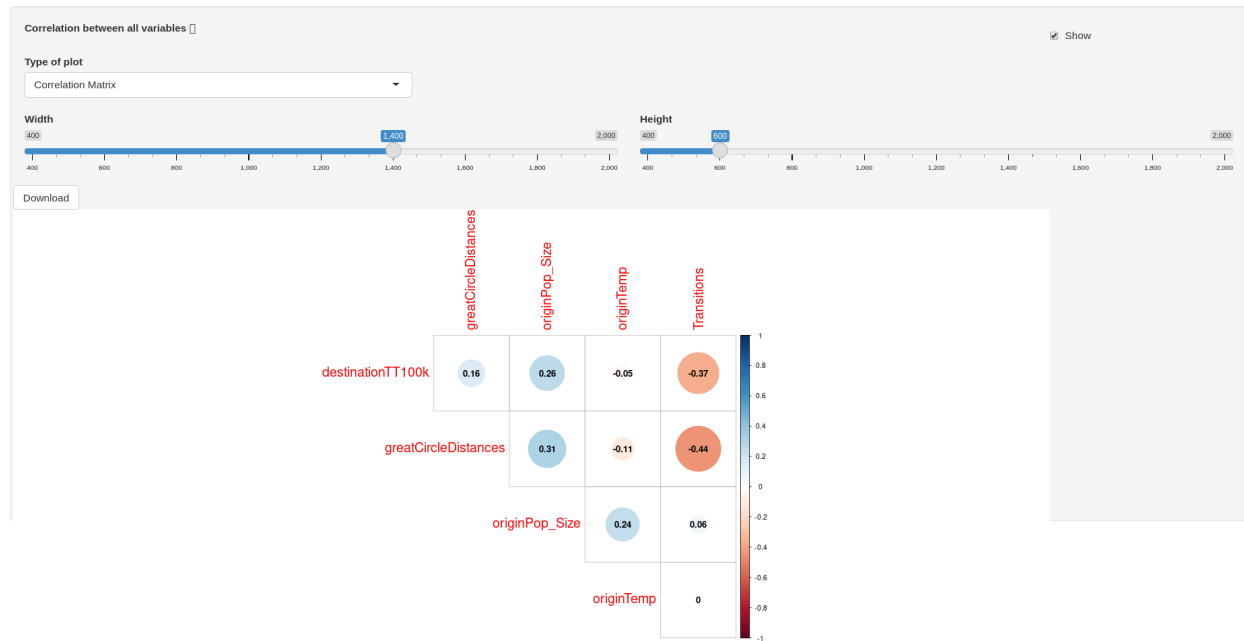 Correlation between all variables
Show
Type of plot
Correlation Matrix
Width
Height
400 1,400 2,000
400 600 2,000
400 600 800 1,000 1,200 1,400 1,600 1,800 2,000
400 600 800 1,000 1,200 1,400 1,600 1,800 2,000
Download
greatCircleDistances
originPop_Size
originTemp
Transitions
destinationTT100k 0.16 0.26 -0.05 -0.37
greatCircleDistances 0.31 -0.11 -0.44
originPop_Size 0.24 0.06
originTemp 0
1
0.8
0.6
0.4
0.2
0
-0.2
-0.4
-0.6
-0.8
-1